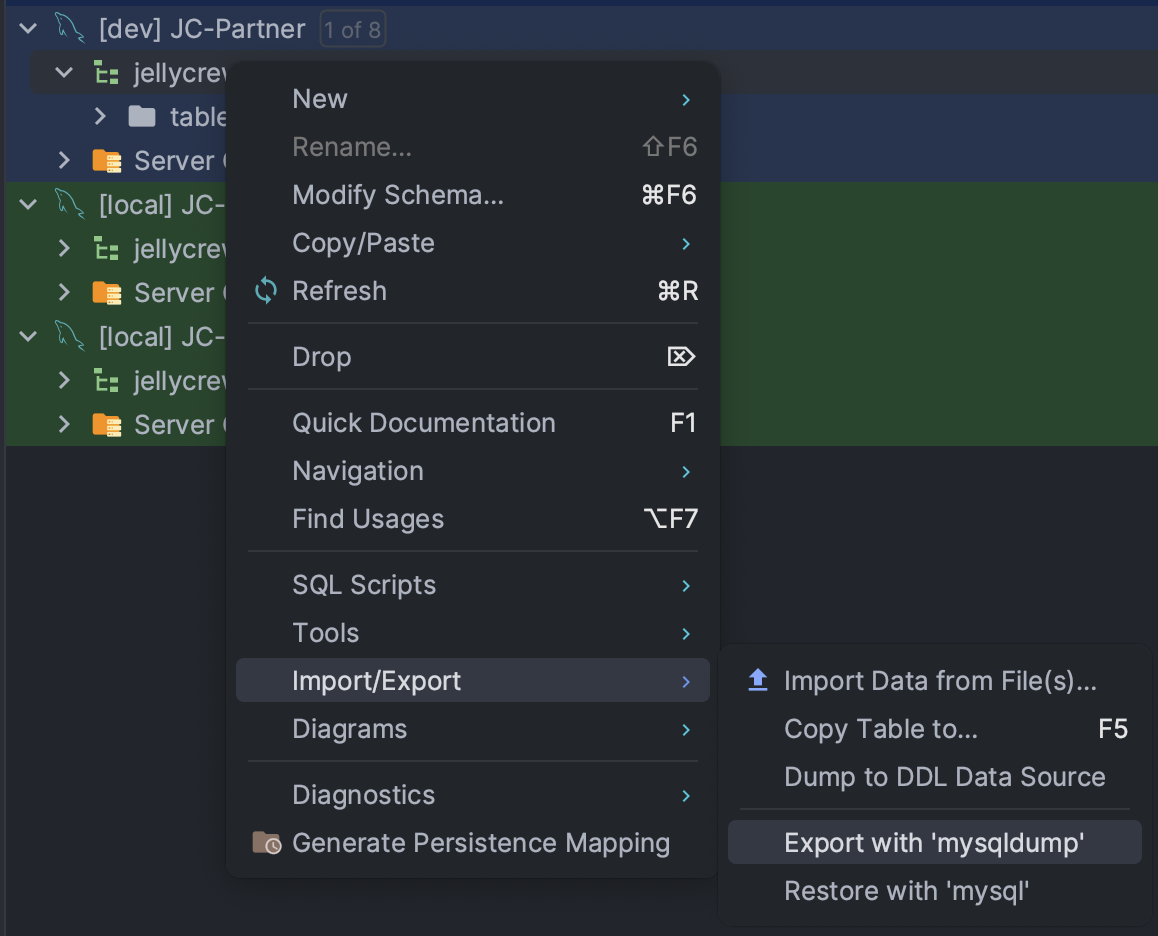 [dev] JC-Partner 1 of 8
jellycrew
New
table
Rename... ⇧F6
Server
Modify Schema... ⌘F6
[local] JC-
Copy/Paste
jellycrew
Refresh ⌘R
Server
[local] JC-
Drop
jellycrew
Quick Documentation F1
Server
Navigation
Find Usages ⌥F7
SQL Scripts
Tools
Import/Export
Diagrams
Diagnostics
Generate Persistence Mapping
Import Data from File(s)...
Copy Table to... F5
Dump to DDL Data Source
Export with 'mysqldump'
Restore with 'mysql'